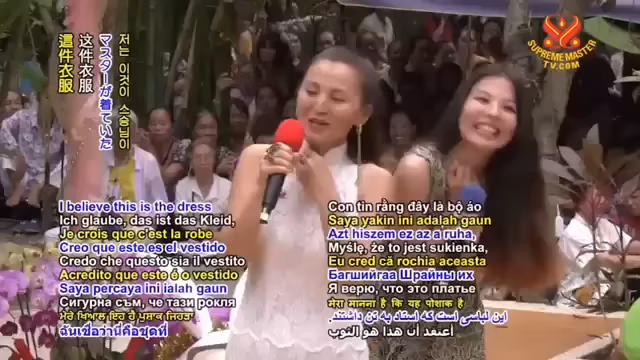 저는 이것이 스승님이
マスターが着ていた
这件衣服
這件衣服
SUPREME MASTER
TV.COM
I believe this is the dress
Ich glaube, das ist das Kleid,
Je crois que c'est la robe
Creo que este es el vestido
Credo che questo sia il vestito
Acredito que este é o vestido
Saya percaya ini ialah gaun
Сигурна съм, че тази рокля
ਮੇਰੇ ਖਿਆਲ ਇਹ ਹੈ ਪੁਸ਼ਾਕ ਜਿਹੜਾ
ฉันเชื่อว่านี่คือชุดที่
Con tin rằng đây là bộ áo
Saya yakin ini adalah gaun
Azt hiszem ez az a ruha,
Myślę, że to jest sukienka,
Eu cred că rochia aceasta
Багшийгаа Шрайны их
Я верю, что это платье
मेरा मानना है कि यह पोशाक है
این لباسی است که استاد به تن داشتند.
أعتقد أن هذا هو الثوب